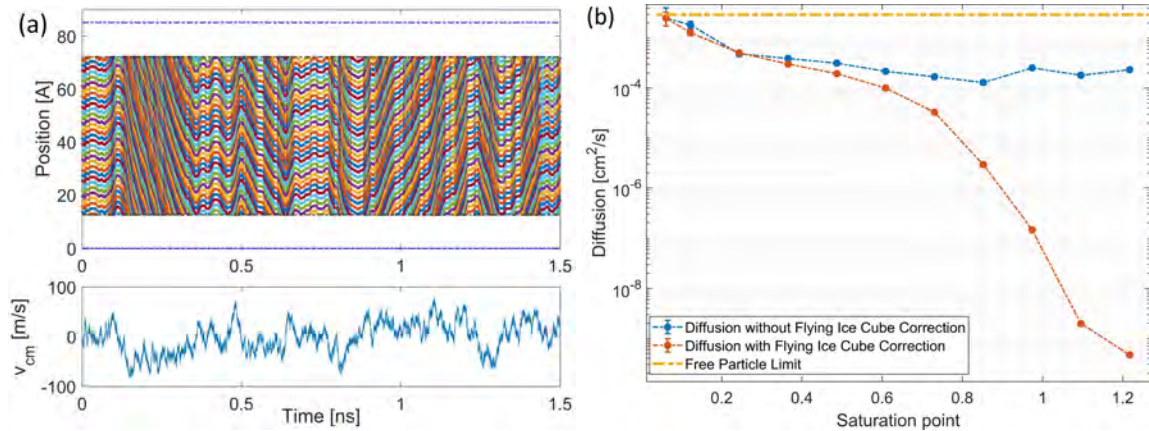 (a)
80
60
40
20
0
Position [A]
0 0.5 1 1.5
100
0
-100
v_cm [m/s]
0 0.5 1 1.5
Time [ns]
(b)
10^-4
10^-6
10^-8
Diffusion [cm²/s]
Diffusion without Flying Ice Cube Correction
Diffusion with Flying Ice Cube Correction
Free Particle Limit
0.2 0.4 0.6 0.8 1 1.2
Saturation point